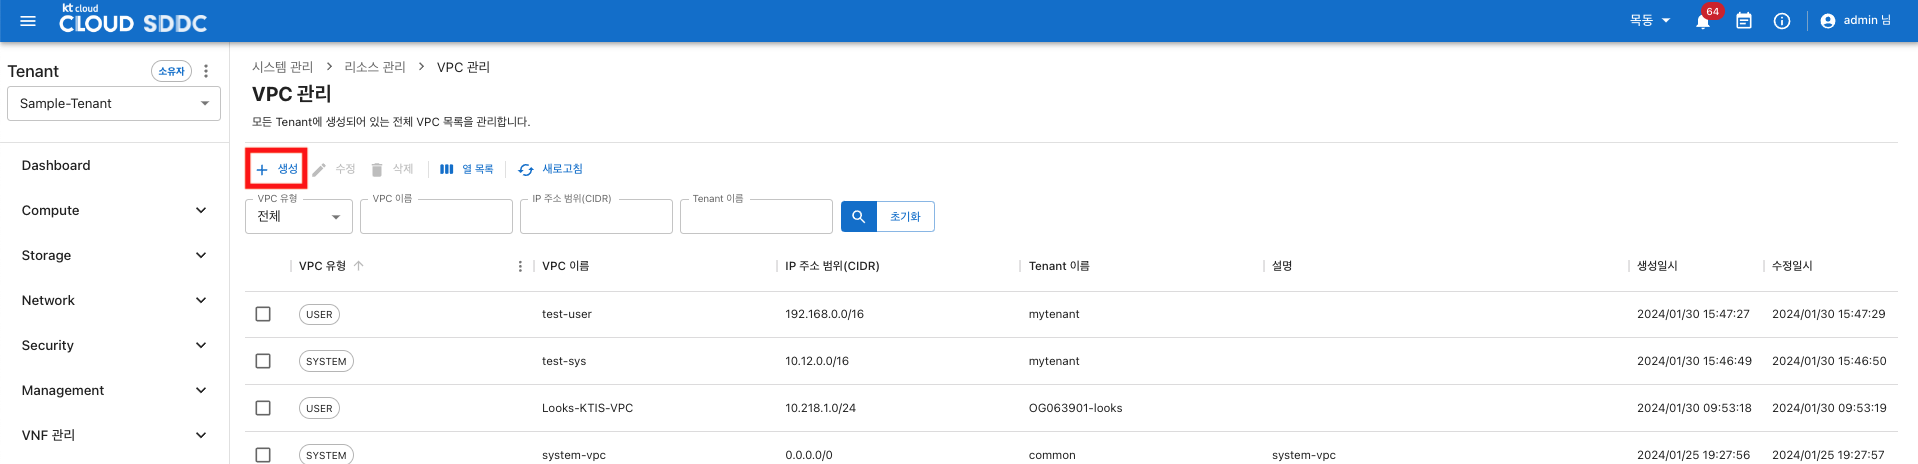 kt cloud
CLOUD SDDC
목동
64
admin 님
Tenant
소유자
Sample-Tenant
Dashboard
Compute
Storage
Network
Security
Management
VNF 관리
시스템 관리 > 리소스 관리 > VPC 관리
VPC 관리
모든 Tenant에 생성되어 있는 전체 VPC 목록을 관리합니다.
+ 생성 수정 삭제 열 목록 새로고침
VPC 유형 VPC 이름 IP 주소 범위(CIDR) Tenant 이름
전체 초기화
VPC 유형 VPC 이름 IP 주소 범위(CIDR) Tenant 이름 설명 생성일시 수정일시
USER test-user 192.168.0.0/16 mytenant 2024/01/30 15:47:27 2024/01/30 15:47:29
SYSTEM test-sys 10.12.0.0/16 mytenant 2024/01/30 15:46:49 2024/01/30 15:46:50
USER Looks-KTIS-VPC 10.218.1.0/24 OG063901-looks 2024/01/30 09:53:18 2024/01/30 09:53:19
SYSTEM system-vpc 0.0.0.0/0 common system-vpc 2024/01/25 19:27:56 2024/01/25 19:27:57